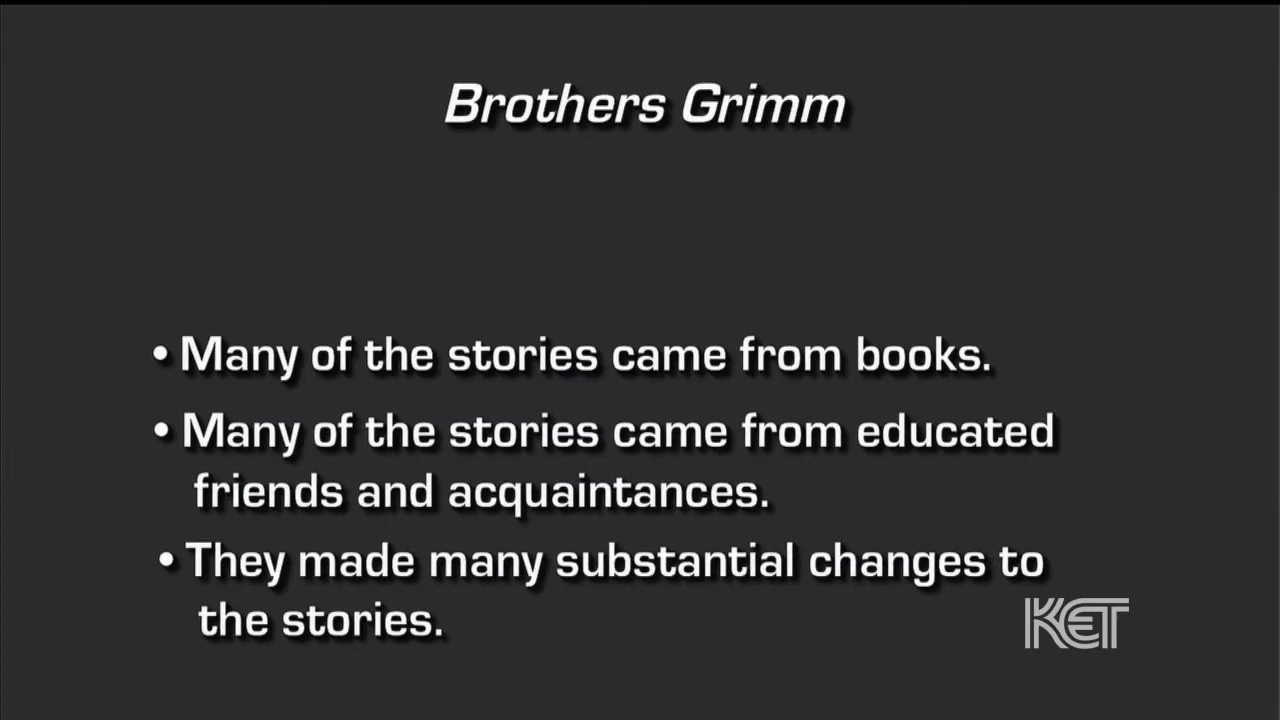 Brothers Grimm
• Many of the stories came from books.
• Many of the stories came from educated
friends and acquaintances.
• They made many substantial changes to
the stories.
KET